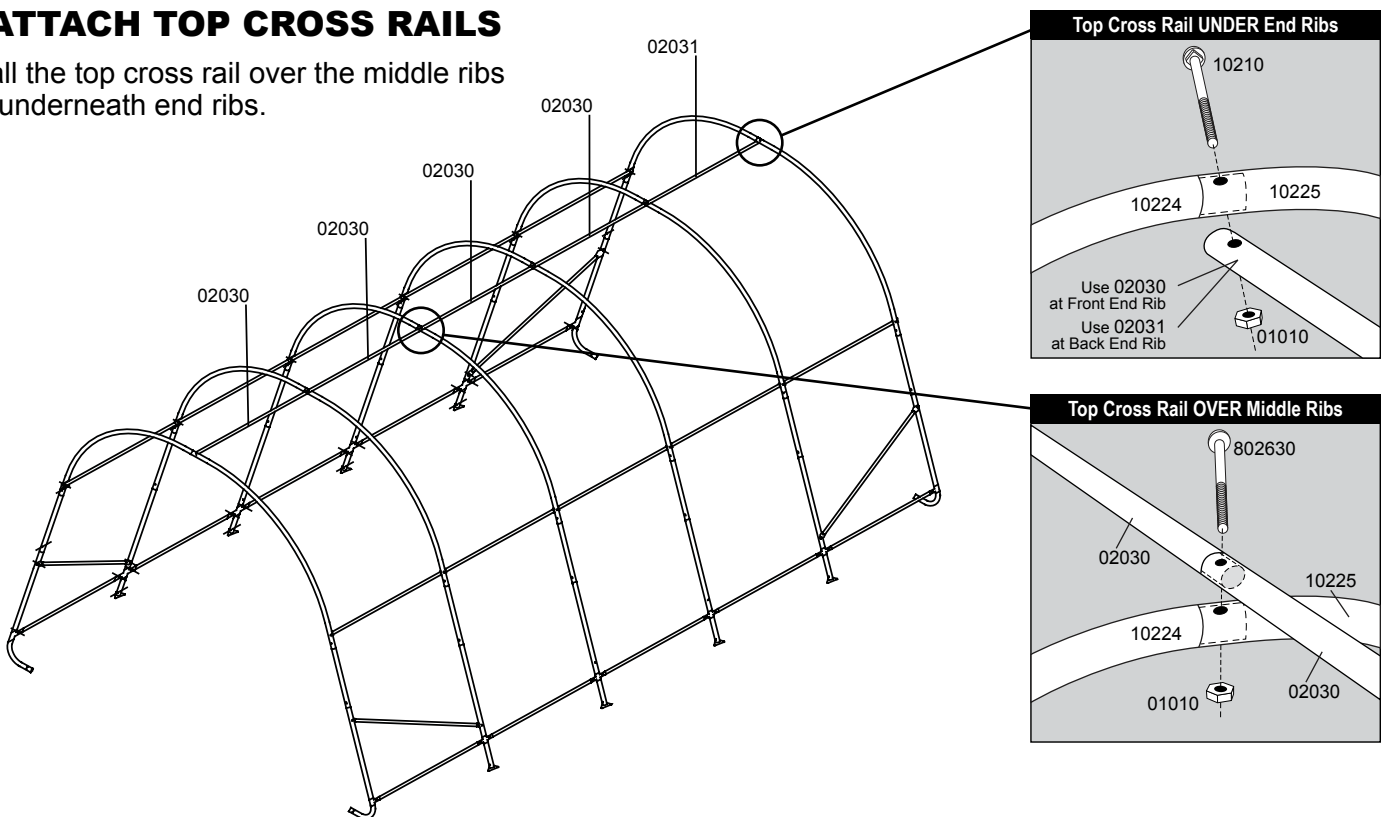 ATTACH TOP CROSS RAILS
all the top cross rail over the middle ribs
underneath end ribs.
02031
02030
02030
02030
02030
Top Cross Rail UNDER End Ribs
10210
10224
10225
Use 02030
at Front End Rib
Use 02031
at Back End Rib
01010
Top Cross Rail OVER Middle Ribs
802630
02030
10225
10224
01010
02030